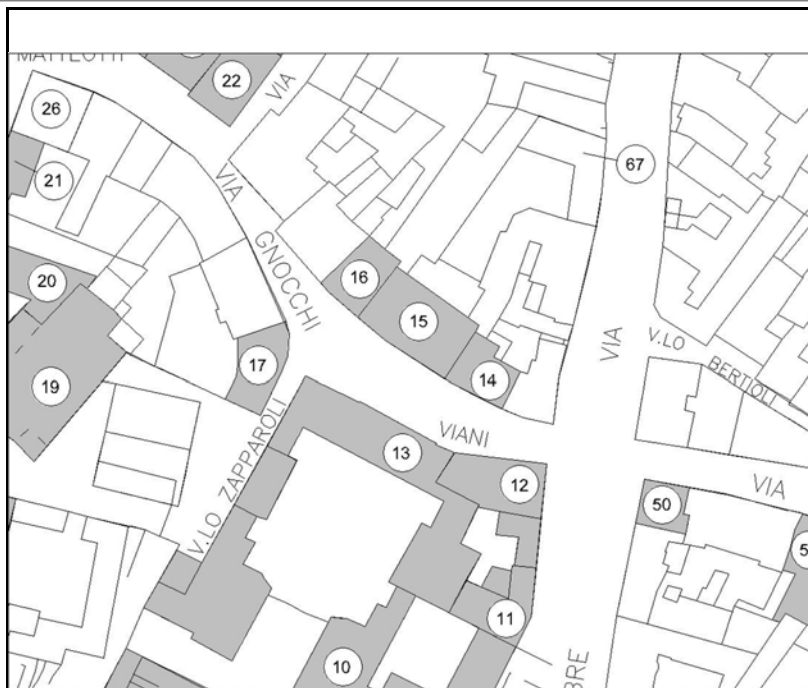 MATTEOTTI
22
VIA
26
67
21
VIA
GNOCCHI
16
20
15
VIA
V.LO
BERTIOLI
17
14
19
VIANI
13
V.LO ZAPPAROLI
12
VIA
50
11
10